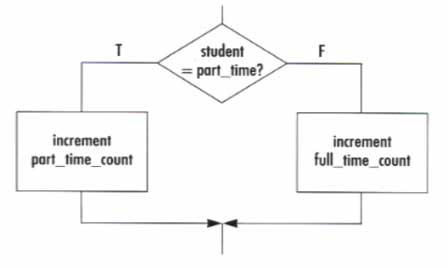 T
student
= part_time?
F
increment
part_time_count
increment
full_time_count